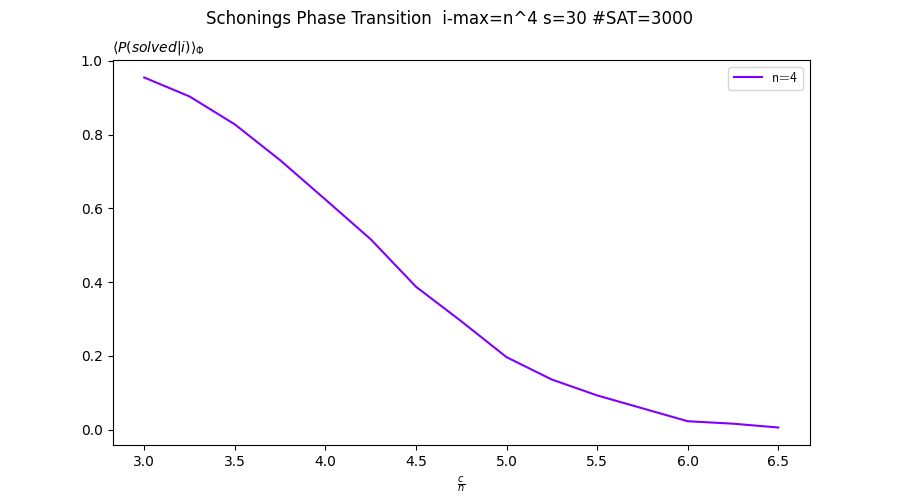 Schonings Phase Transition  i-max=n^4 s=30 #SAT=3000
⟨P(solved|i)⟩_Φ
1.0
0.8
0.6
0.4
0.2
0.0
n=4
3.0 3.5 4.0 4.5 5.0 5.5 6.0 6.5
c/n